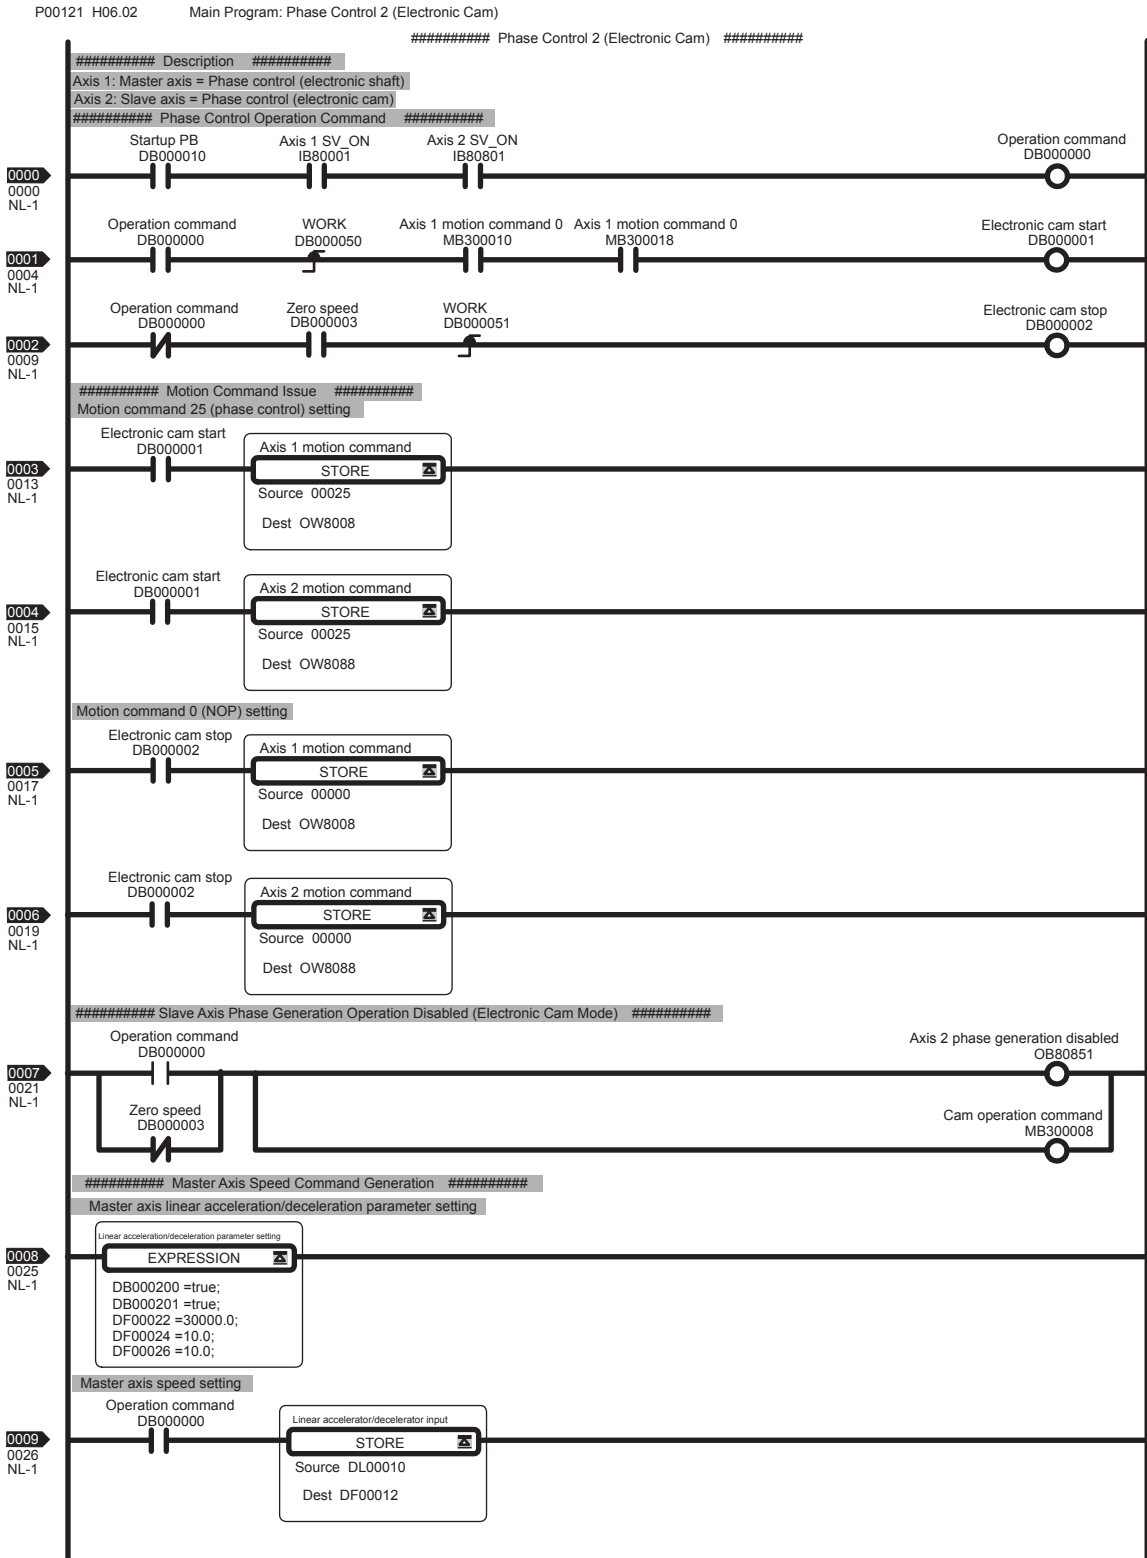 P00121 H06.02 Main Program: Phase Control 2 (Electronic Cam)
########## Phase Control 2 (Electronic Cam) ##########
########## Description ##########
Axis 1: Master axis = Phase control (electronic shaft)
Axis 2: Slave axis = Phase control (electronic cam)
########## Phase Control Operation Command ##########
Startup PB Axis 1 SV_ON Axis 2 SV_ON Operation command
DB000010 IB80001 IB80801 DB000000
0000
0000
NL-1
Operation command WORK Axis 1 motion command 0 Axis 1 motion command 0 Electronic cam start
DB000000 DB000050 MB300010 MB300018 DB000001
0001
0004
NL-1
Operation command Zero speed WORK Electronic cam stop
DB000000 DB000003 DB000051 DB000002
0002
0009
NL-1
########## Motion Command Issue ##########
Motion command 25 (phase control) setting
Electronic cam start
DB000001 Axis 1 motion command
0003 STORE
0013
NL-1
Source 00025
Dest OW8008
Electronic cam start
DB000001 Axis 2 motion command
0004 STORE
0015
NL-1
Source 00025
Dest OW8088
Motion command 0 (NOP) setting
Electronic cam stop
DB000002 Axis 1 motion command
0005 STORE
0017
NL-1
Source 00000
Dest OW8008
Electronic cam stop
DB000002 Axis 2 motion command
0006 STORE
0019
NL-1
Source 00000
Dest OW8088
########## Slave Axis Phase Generation Operation Disabled (Electronic Cam Mode) ##########
Operation command Axis 2 phase generation disabled
DB000000 OB80851
0007
0021
NL-1
Zero speed Cam operation command
DB000003 MB300008
########## Master Axis Speed Command Generation ##########
Master axis linear acceleration/deceleration parameter setting
Linear acceleration/deceleration parameter setting
0008 EXPRESSION
0025
NL-1
DB000200 =true;
DB000201 =true;
DF00022 =30000.0;
DF00024 =10.0;
DF00026 =10.0;
Master axis speed setting
Operation command
DB000000 Linear accelerator/decelerator input
0009 STORE
0026
NL-1
Source DL00010
Dest DF00012